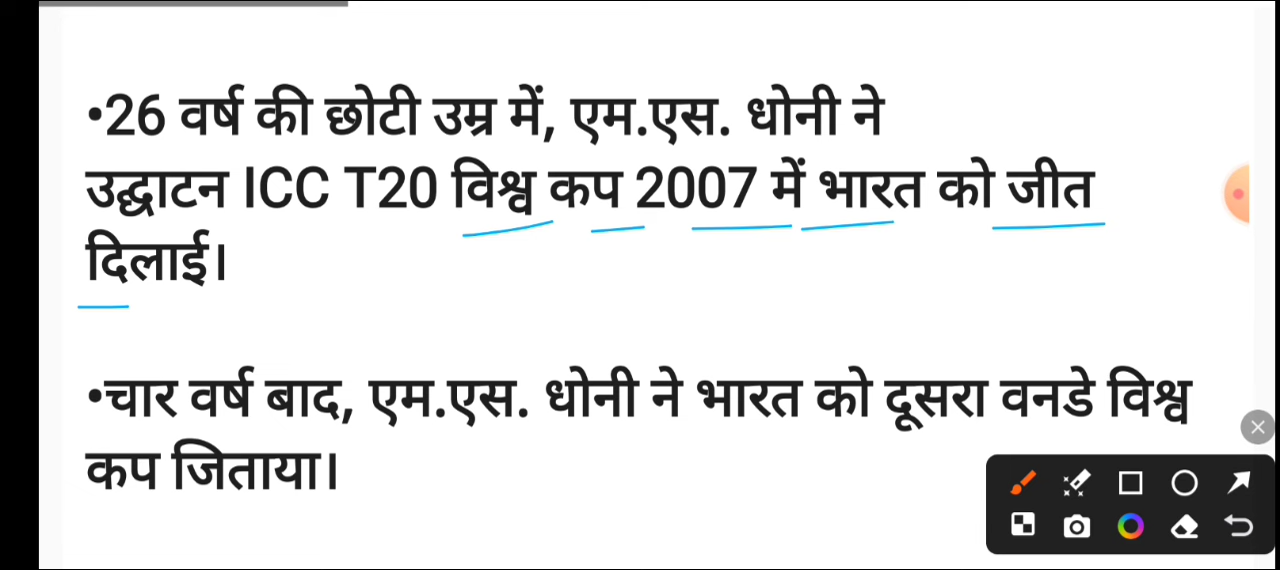 •26 वर्ष की छोटी उम्र में, एम.एस. धोनी ने
उद्घाटन ICC T20 विश्व कप 2007 में भारत को जीत
दिलाई।
•चार वर्ष बाद, एम.एस. धोनी ने भारत को दूसरा वनडे विश्व
कप जिताया।